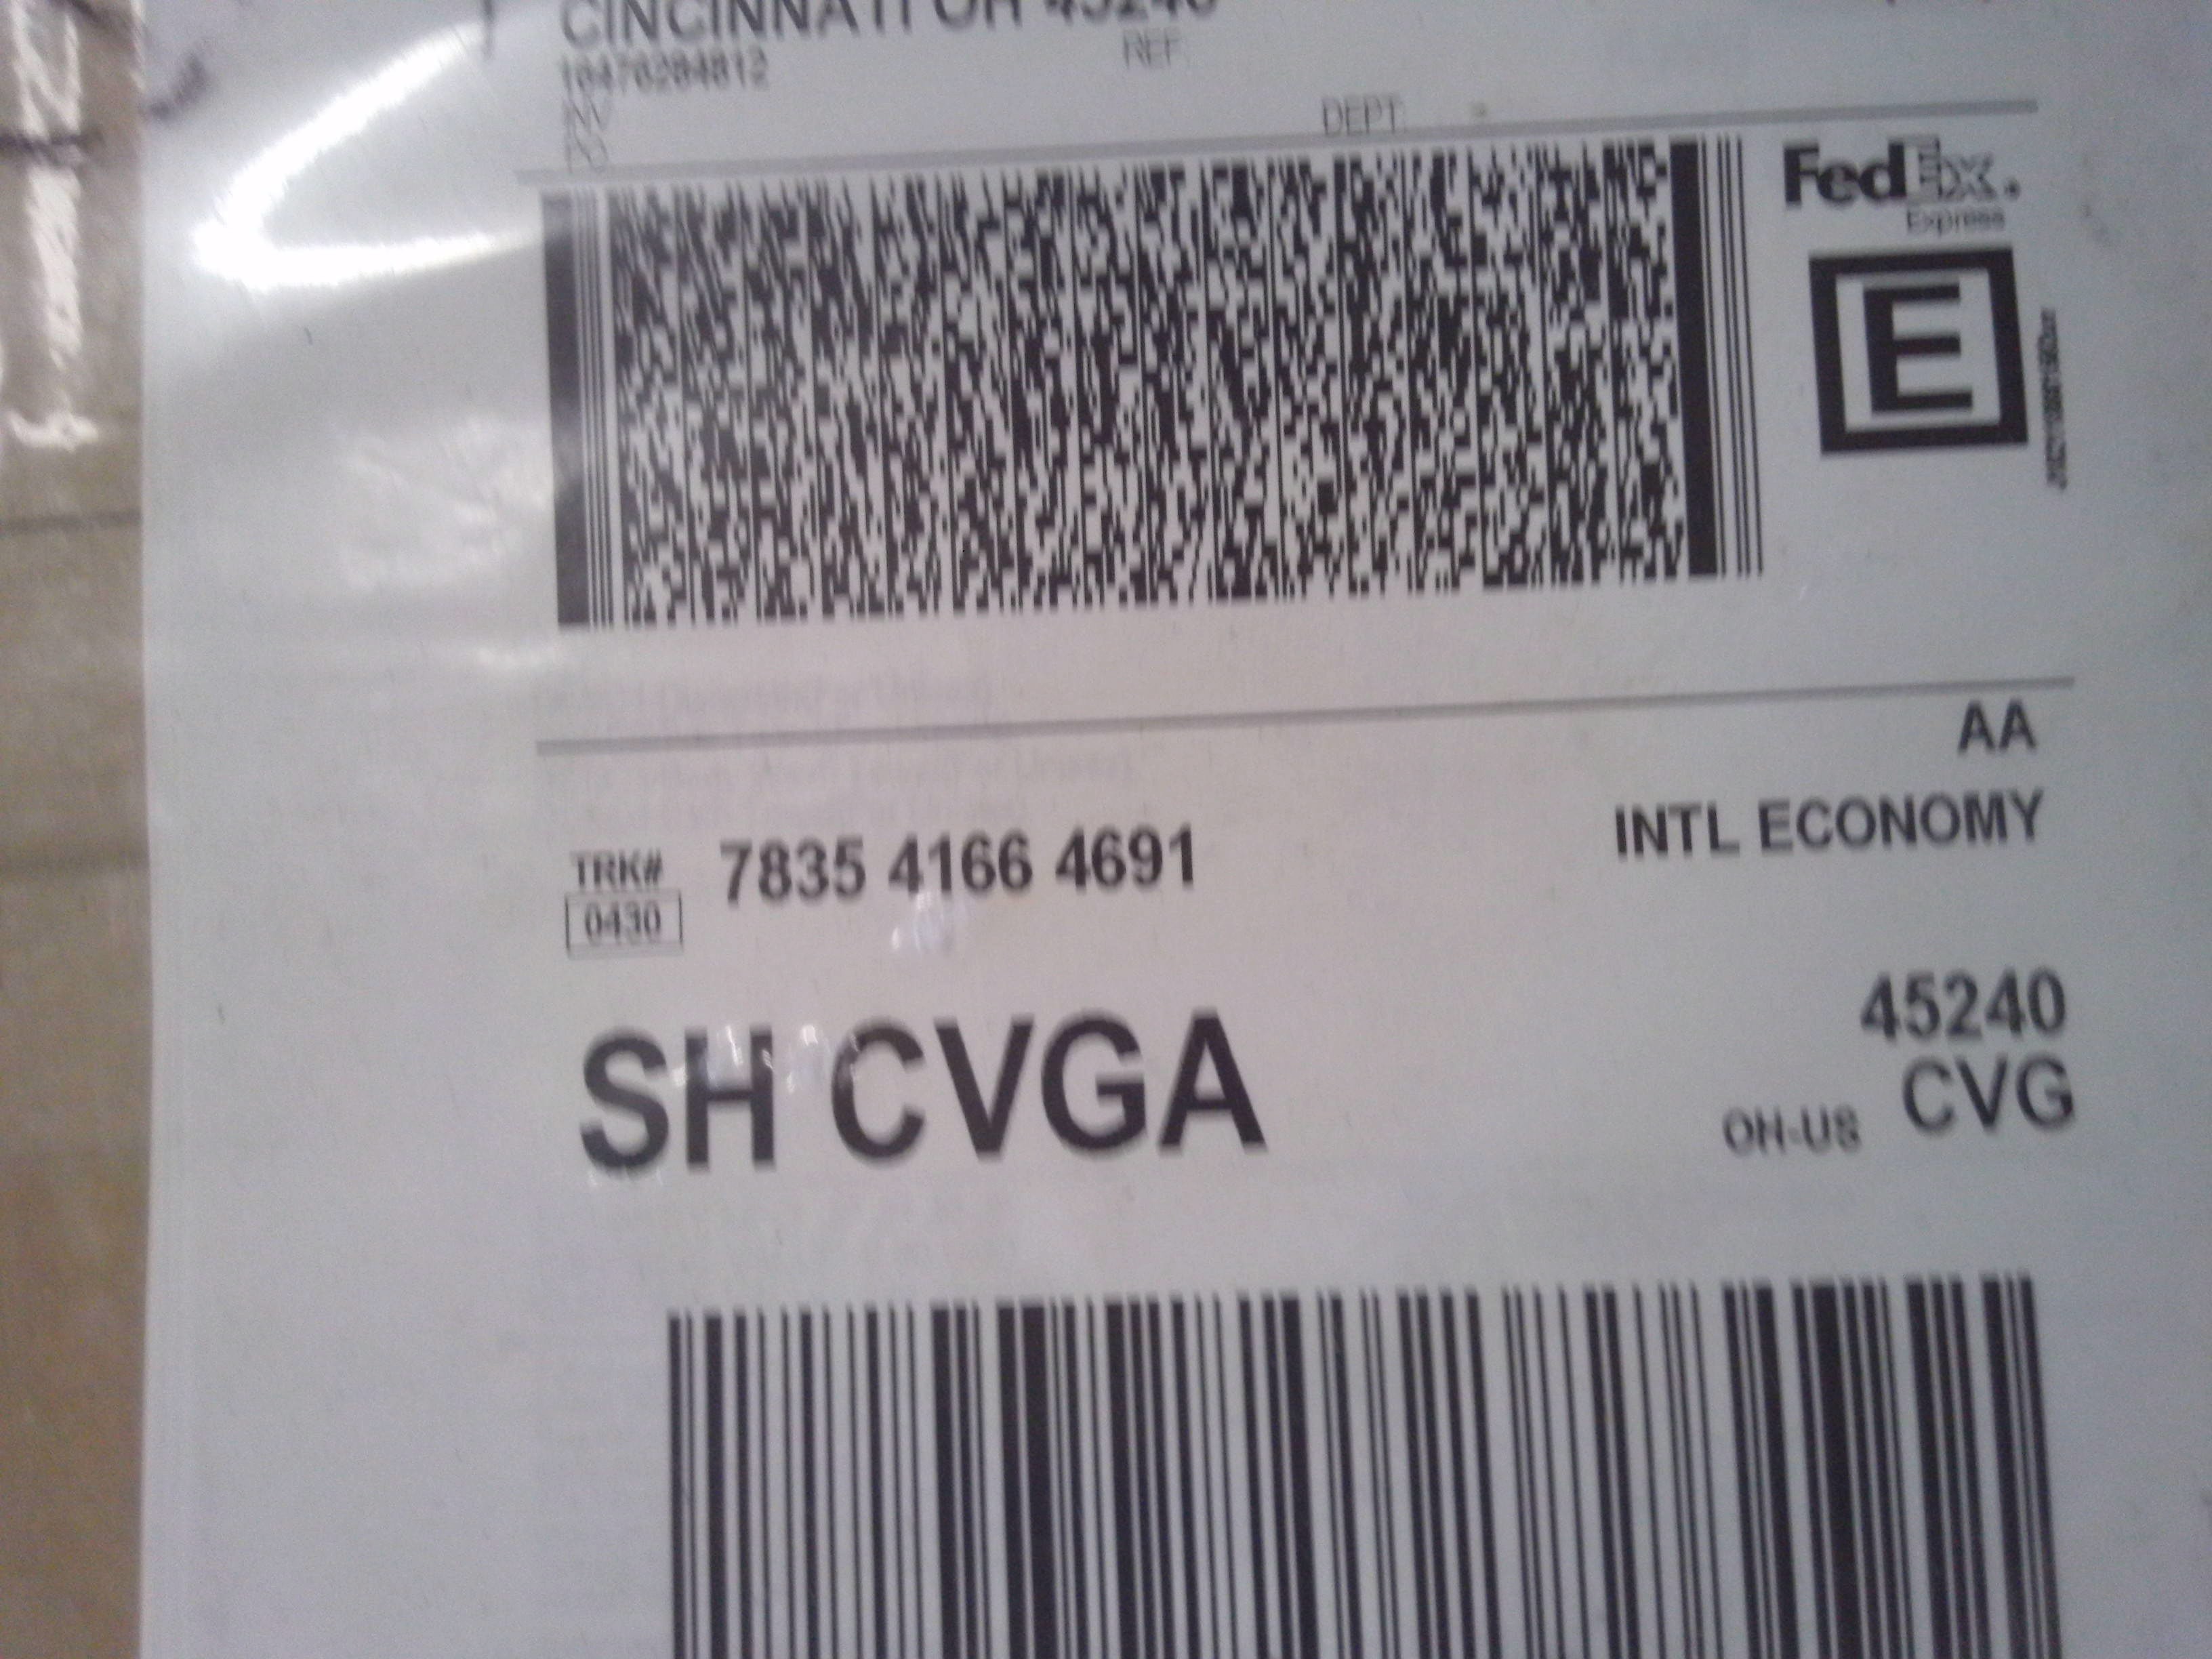 CINCINNATI OH 45240
REF:
INV:
PO:
DEPT:
FedEx.
Express
E
AA
TRK# 7835 4166 4691 INTL ECONOMY
0430
45240
SH CVGA
OH-US CVG